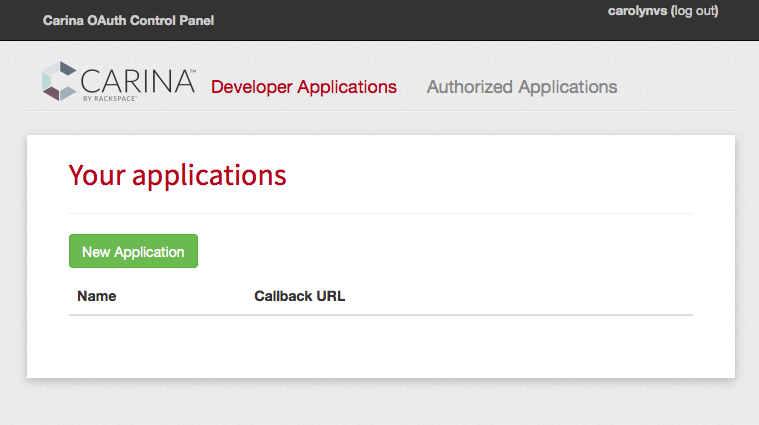 Carina OAuth Control Panel
carolynvs (log out)
CARINA™
BY RACKSPACE®
Developer Applications
Authorized Applications
Your applications
New Application
Name
Callback URL